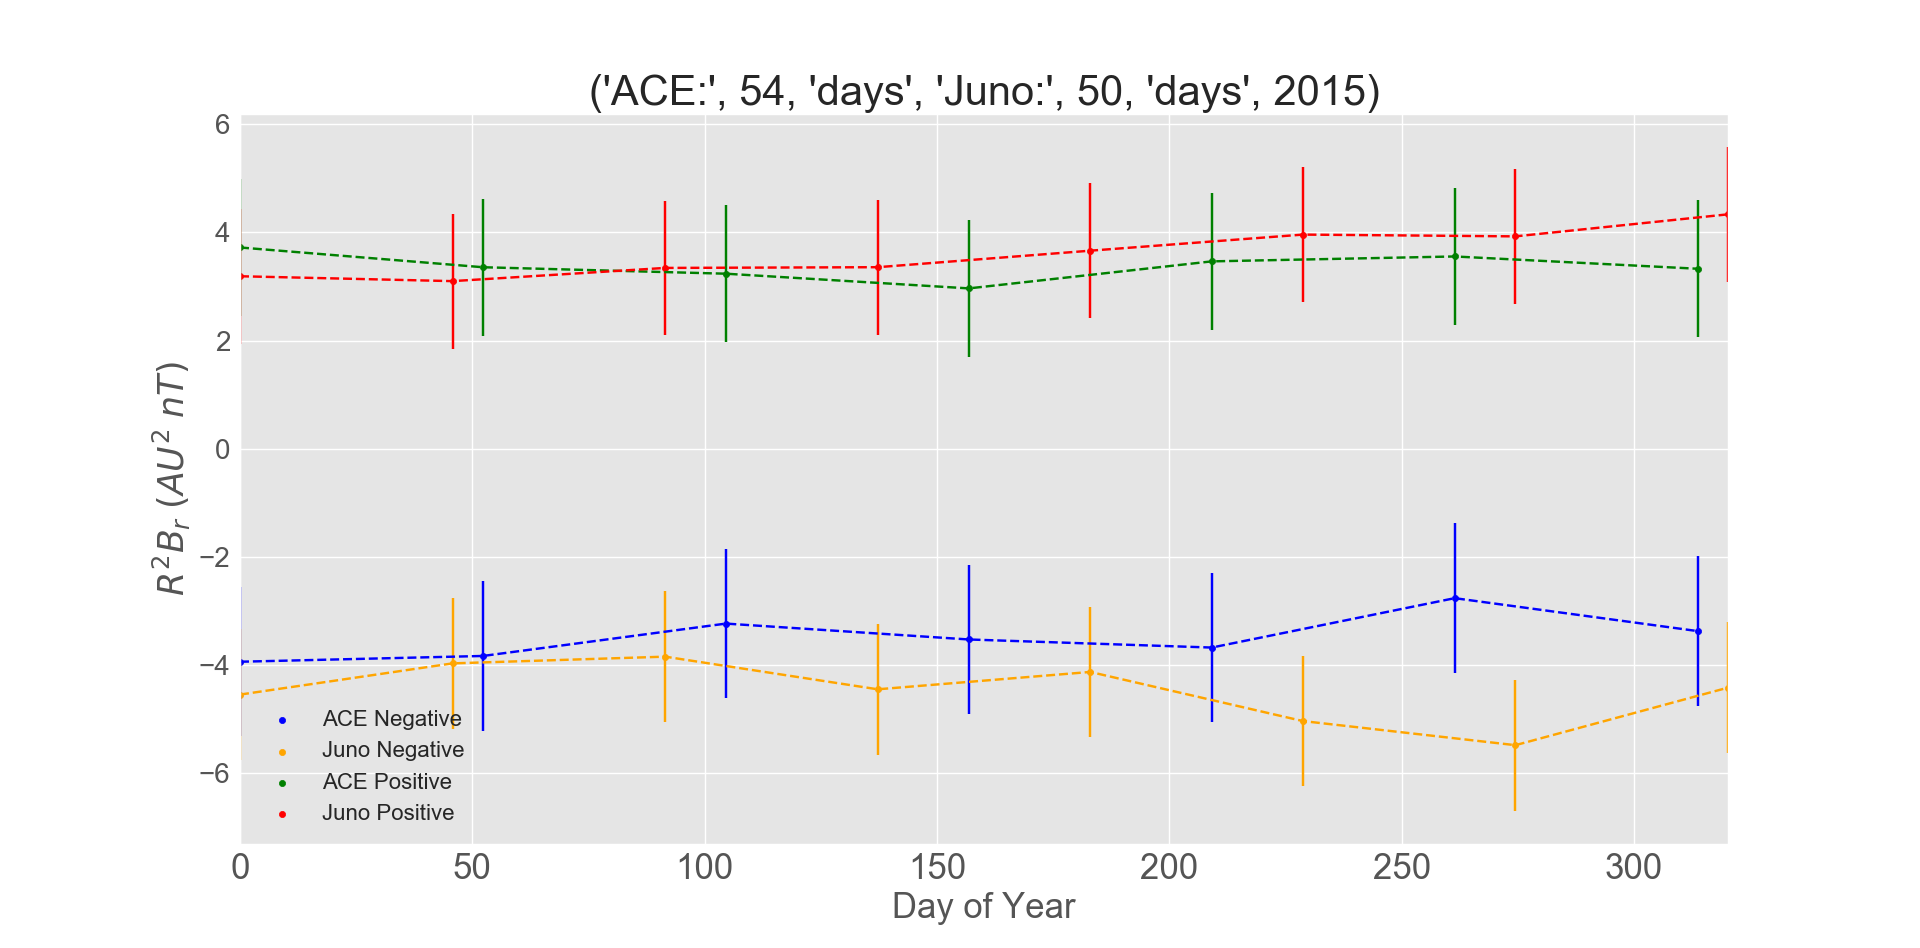 ('ACE:', 54, 'days', 'Juno:', 50, 'days', 2015)
6
4
2
0
−2
−4
−6
R²Bᵣ (AU² nT)
ACE Negative
Juno Negative
ACE Positive
Juno Positive
0 50 100 150 200 250 300
Day of Year